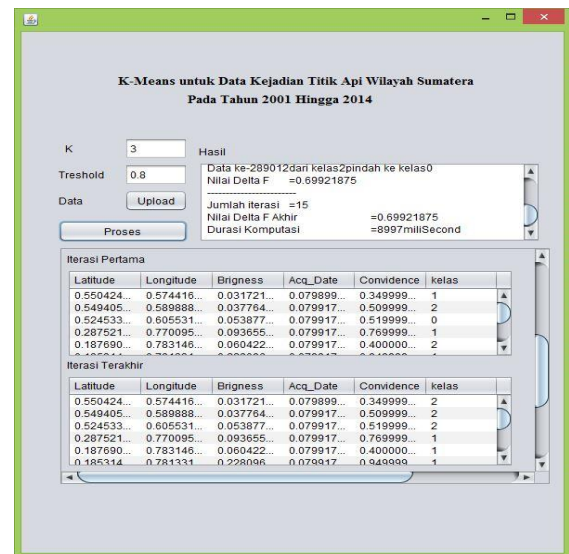 K-Means untuk Data Kejadian Titik Api Wilayah Sumatera
Pada Tahun 2001 Hingga 2014
K 3 Hasil
Treshold 0.8
Data Upload
Proses
Data ke-289012dari kelas2pindah ke kelas0
Nilai Delta F =0.69921875
------------------------
Jumlah iterasi =15
Nilai Delta F Akhir =0.69921875
Durasi Komputasi =8997miliSecond
Iterasi Pertama
Latitude Longitude Brigness Acq_Date Convidence kelas
0.550424... 0.574416... 0.031721... 0.079899... 0.349999... 1
0.549405... 0.589888... 0.037764... 0.079917... 0.509999... 2
0.524533... 0.605531... 0.053877... 0.079917... 0.519999... 0
0.287521... 0.770095... 0.093655... 0.079917... 0.769999... 1
0.187690... 0.783146... 0.060422... 0.079917... 0.400000... 2
Iterasi Terakhir
Latitude Longitude Brigness Acq_Date Convidence kelas
0.550424... 0.574416... 0.031721... 0.079899... 0.349999... 2
0.549405... 0.589888... 0.037764... 0.079917... 0.509999... 2
0.524533... 0.605531... 0.053877... 0.079917... 0.519999... 2
0.287521... 0.770095... 0.093655... 0.079917... 0.769999... 1
0.187690... 0.783146... 0.060422... 0.079917... 0.400000... 1
0.185314 0.781331 0.228096 0.079917 0.949999 1